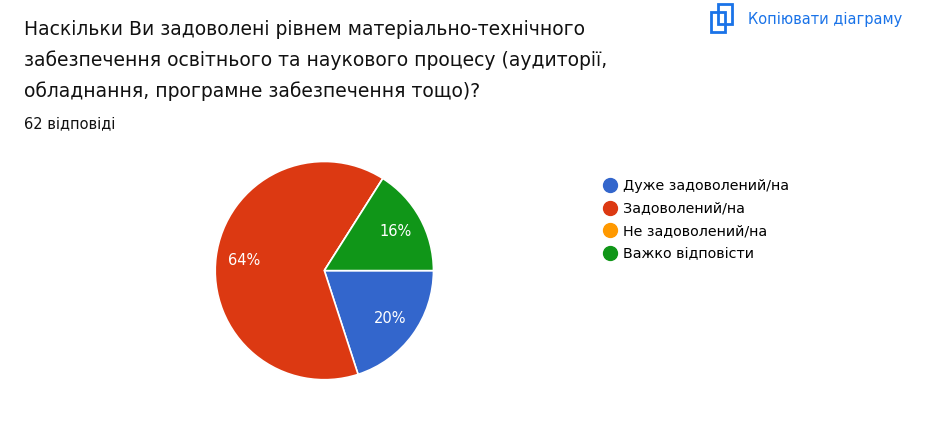 Наскільки Ви задоволені рівнем матеріально-технічного
забезпечення освітнього та наукового процесу (аудиторії,
обладнання, програмне забезпечення тощо)?
Копіювати діаграму
62 відповіді
64%
16%
20%
Дуже задоволений/на
Задоволений/на
Не задоволений/на
Важко відповісти